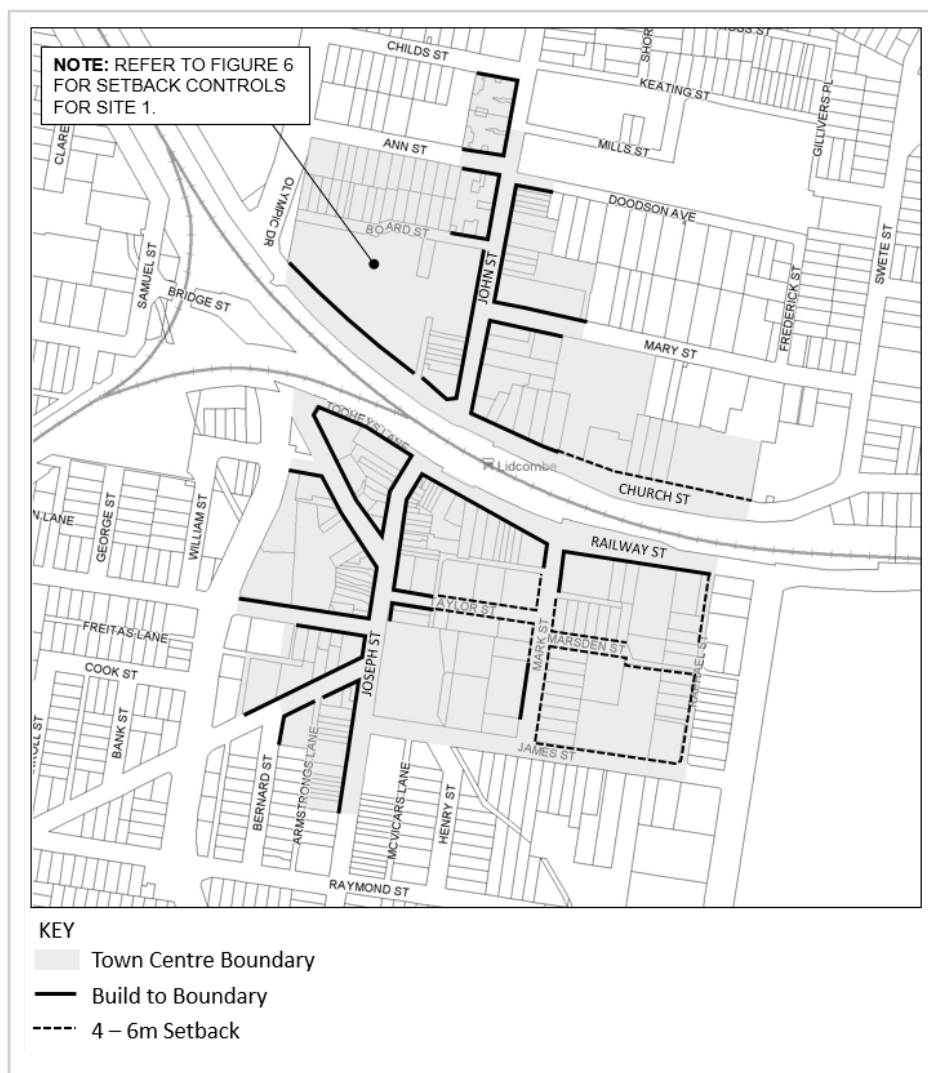 CHILDS ST
NOTE: REFER TO FIGURE 6
FOR SETBACK CONTROLS
FOR SITE 1.
KEATING ST
GILLIVERS PL
MILLS ST
ANN ST
OLYMPIC DR
DOODSON AVE
SWETE ST
BOARD ST
SAMUEL ST
JOHN ST
BRIDGE ST
FREDERICK ST
MARY ST
TOOHEYS LANE
Lidcombe
CHURCH ST
GEORGE ST
WILLIAM ST
RAILWAY ST
TAYLOR ST
FREITAS LANE
MARK ST
MARSDEN ST
COOK ST
JOSEPH ST
BANK ST
JAMES ST
BERNARD ST
ARMSTRONGS LANE
MCVICARS LANE
HENRY ST
RAYMOND ST
KEY
Town Centre Boundary
Build to Boundary
4 – 6m Setback